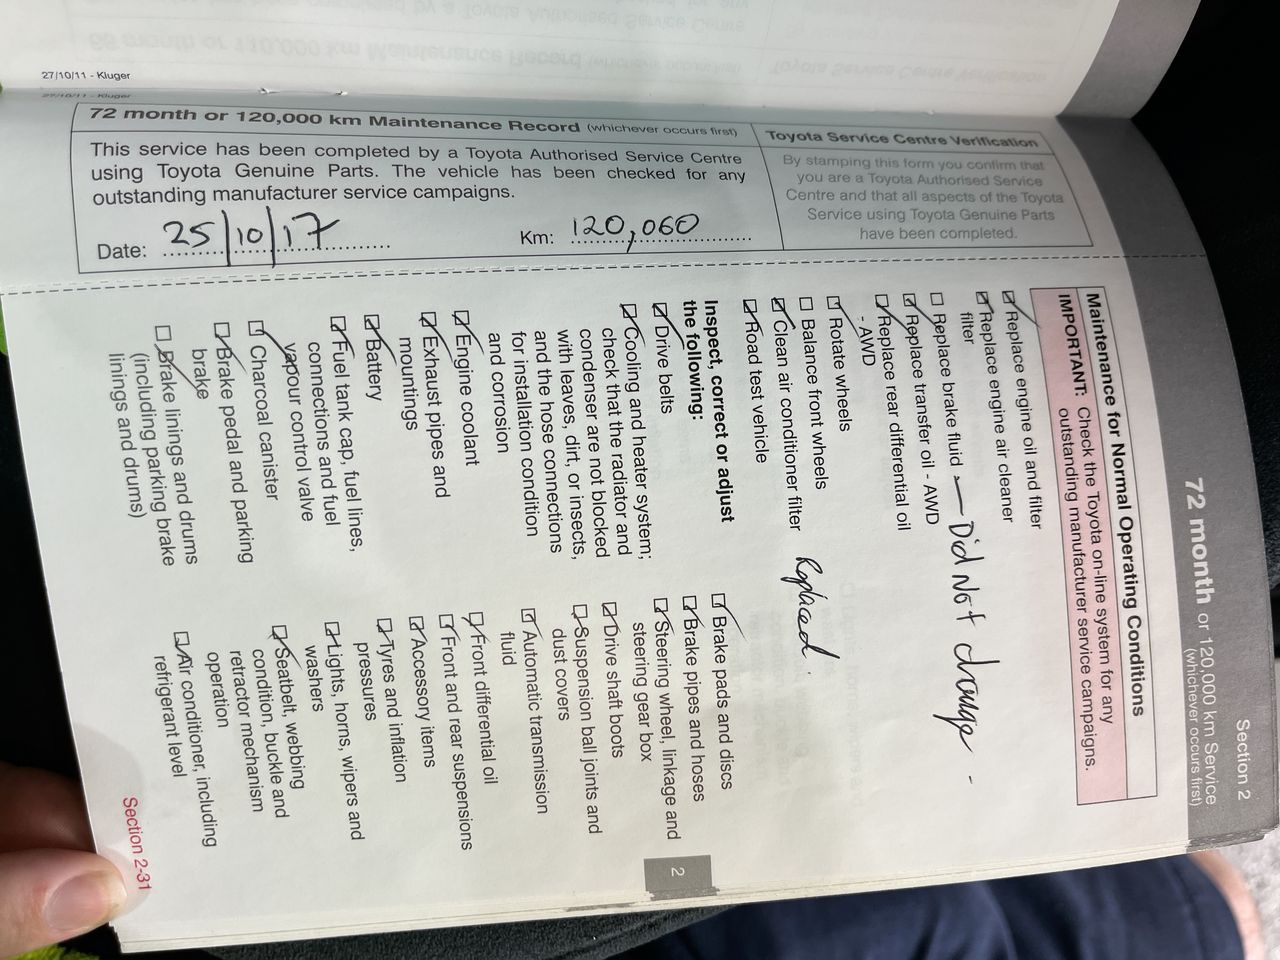 27/10/11 - Kluger
27/10/11 - Kluger
72 month or 120,000 km Maintenance Record (whichever occurs first)
This service has been completed by a Toyota Authorised Service Centre
using Toyota Genuine Parts. The vehicle has been checked for any
outstanding manufacturer service campaigns.
Date: 25/10/17
Km: 120,060
Toyota Service Centre Verification
By stamping this form you confirm that
you are a Toyota Authorised Service
Centre and that all aspects of the Toyota
Service using Toyota Genuine Parts
have been completed.
Section 2
72 month or 120,000 km Service
(whichever occurs first)
Maintenance for Normal Operating Conditions
IMPORTANT: Check the Toyota on-line system for any
outstanding manufacturer service campaigns.
Replace engine oil and filter
Replace engine air cleaner
filter
Replace brake fluid — Did Not
Replace transfer oil - AWD
Replace rear differential oil
- AWD
Rotate wheels
Balance front wheels
Clean air conditioner filter Replaced.
Road test vehicle
Inspect, correct or adjust
the following:
Drive belts
Cooling and heater system;
check that the radiator and
condenser are not blocked
with leaves, dirt, or insects,
and the hose connections
for installation condition
and corrosion
Engine coolant
Exhaust pipes and
mountings
Battery
Fuel tank cap, fuel lines,
connections and fuel
vapour control valve
Charcoal canister
Brake pedal and parking
brake
Brake linings and drums
(including parking brake
linings and drums)
Brake pads and discs
Brake pipes and hoses
Steering wheel, linkage and
steering gear box
Drive shaft boots
Suspension ball joints and
dust covers
Automatic transmission
fluid
Front differential oil
Front and rear suspensions
Accessory items
Tyres and inflation
pressures
Lights, horns, wipers and
washers
Seatbelt, webbing
condition, buckle and
retractor mechanism
operation
Air conditioner, including
refrigerant level
2
Section 2-31